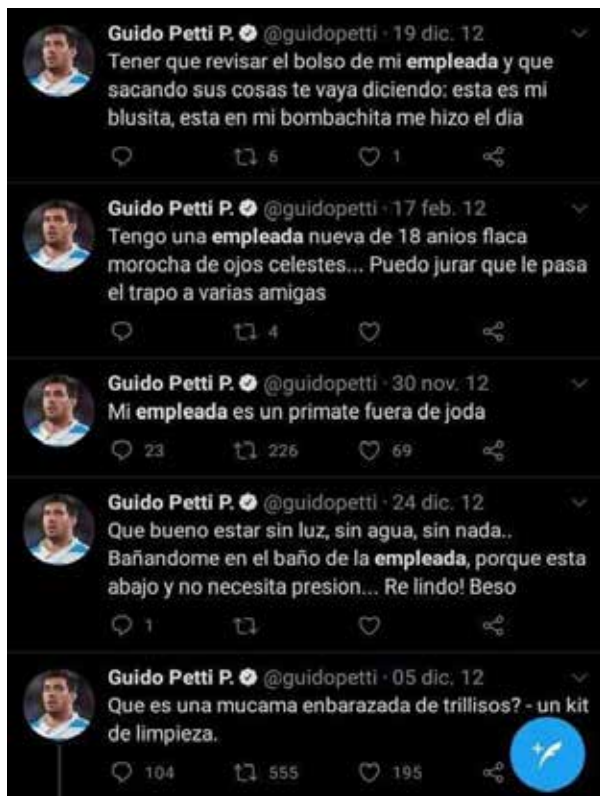 Guido Petti P. @guidopetti · 19 dic. 12
Tener que revisar el bolso de mi empleada y que
sacando sus cosas te vaya diciendo: esta es mi
blusita, esta en mi bombachita me hizo el dia
6 1
Guido Petti P. @guidopetti · 17 feb. 12
Tengo una empleada nueva de 18 anios flaca
morocha de ojos celestes... Puedo jurar que le pasa
el trapo a varias amigas
4
Guido Petti P. @guidopetti · 30 nov. 12
Mi empleada es un primate fuera de joda
23 226 69
Guido Petti P. @guidopetti · 24 dic. 12
Que bueno estar sin luz, sin agua, sin nada..
Bañandome en el baño de la empleada, porque esta
abajo y no necesita presion... Re lindo! Beso
1
Guido Petti P. @guidopetti · 05 dic. 12
Que es una mucama enbarazada de trillisos? - un kit
de limpieza.
104 555 195